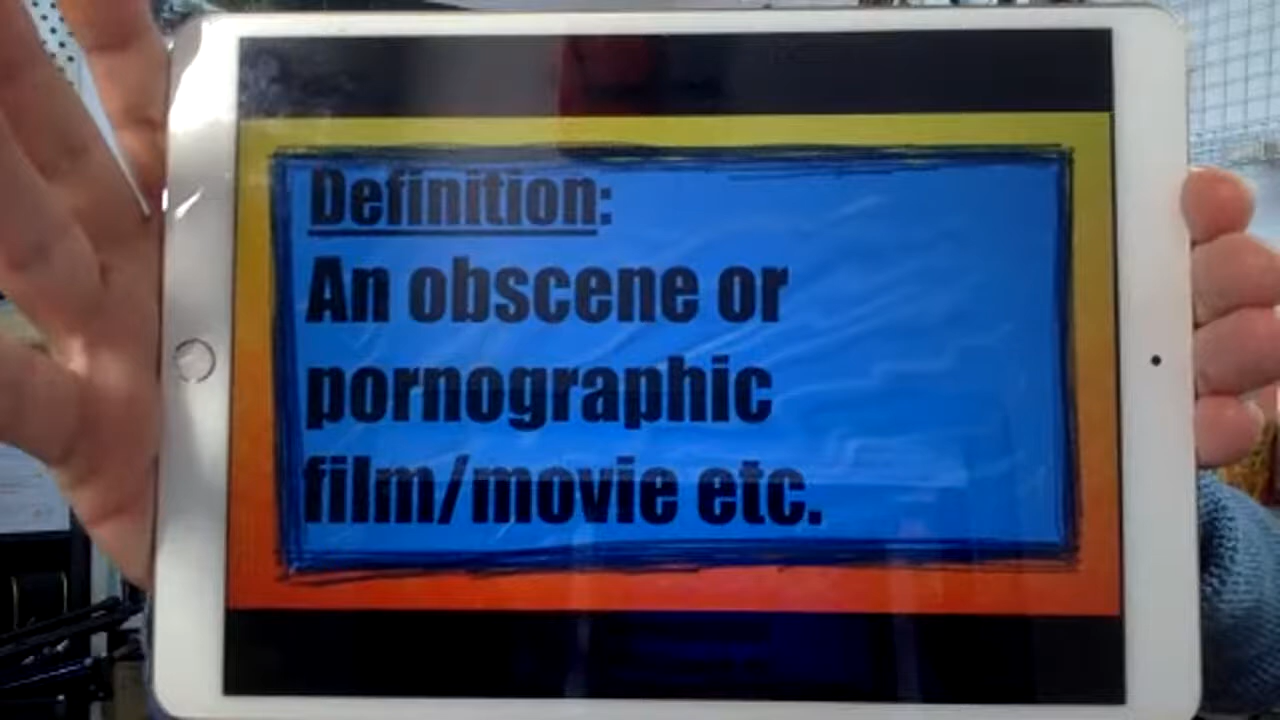 Definition:
An obscene or
pornographic
film/movie etc.